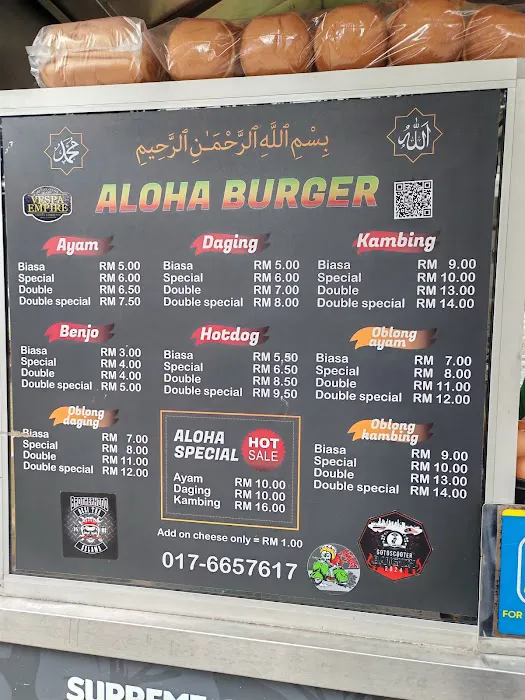 محمد
بِسْمِ ٱللَّهِ ٱلرَّحْمَـٰنِ ٱلرَّحِيمِ
ٱللَّه
VESPA
EMPIRE
ALOHA BURGER
Ayam
Biasa RM 5.00
Special RM 6.00
Double RM 6.50
Double special RM 7.50
Daging
Biasa RM 5.00
Special RM 6.00
Double RM 7.00
Double special RM 8.00
Kambing
Biasa RM 9.00
Special RM 10.00
Double RM 13.00
Double special RM 14.00
Benjo
Biasa RM 3.00
Special RM 4.00
Double RM 4.00
Double special RM 5.00
Hotdog
Biasa RM 5,50
Special RM 6.50
Double RM 8.50
Double special RM 9,50
Oblong
ayam
Biasa RM 7.00
Special RM 8.00
Double RM 11.00
Double special RM 12.00
Oblong
daging
Biasa RM 7.00
Special RM 8.00
Double RM 11.00
Double special RM 12.00
ALOHA
SPECIAL
HOT
SALE
Ayam RM 10.00
Daging RM 10.00
Kambing RM 16.00
Oblong
kambing
Biasa RM 9.00
Special RM 10.00
Double RM 13.00
Double special RM 14.00
Add on cheese only = RM 1.00
017-6657617
GOTOSCOOTER
2024
FOR
SUPREME